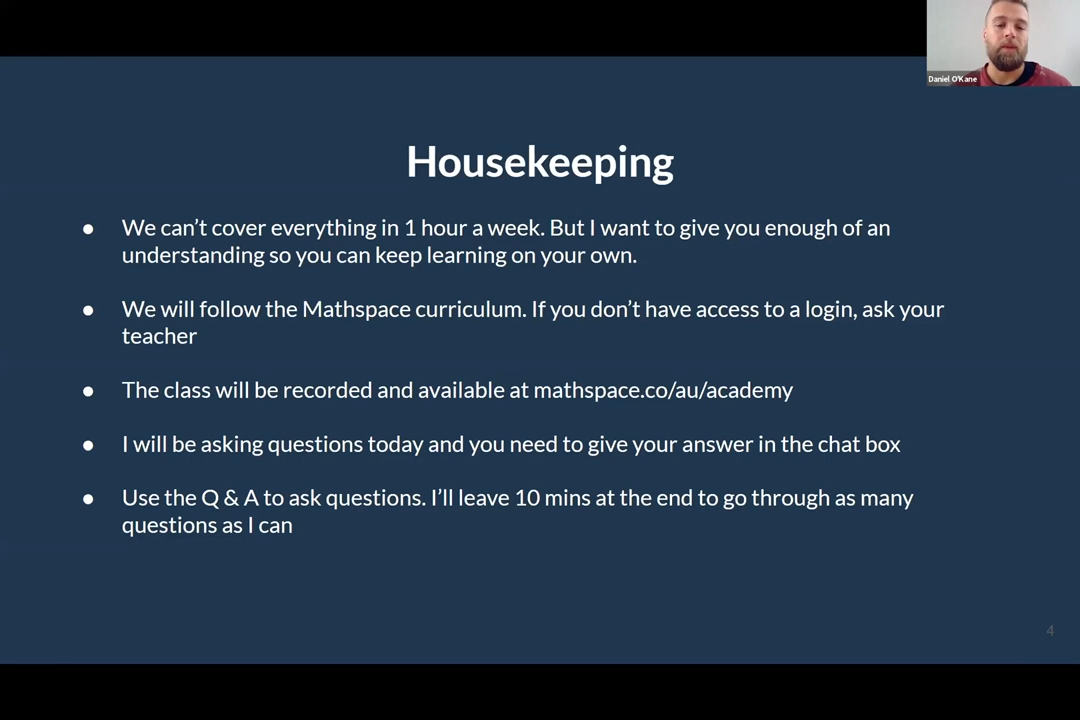 Daniel O'Kane
Housekeeping
● We can't cover everything in 1 hour a week. But I want to give you enough of an
understanding so you can keep learning on your own.
● We will follow the Mathspace curriculum. If you don't have access to a login, ask your
teacher
● The class will be recorded and available at mathspace.co/au/academy
● I will be asking questions today and you need to give your answer in the chat box
● Use the Q & A to ask questions. I'll leave 10 mins at the end to go through as many
questions as I can
4